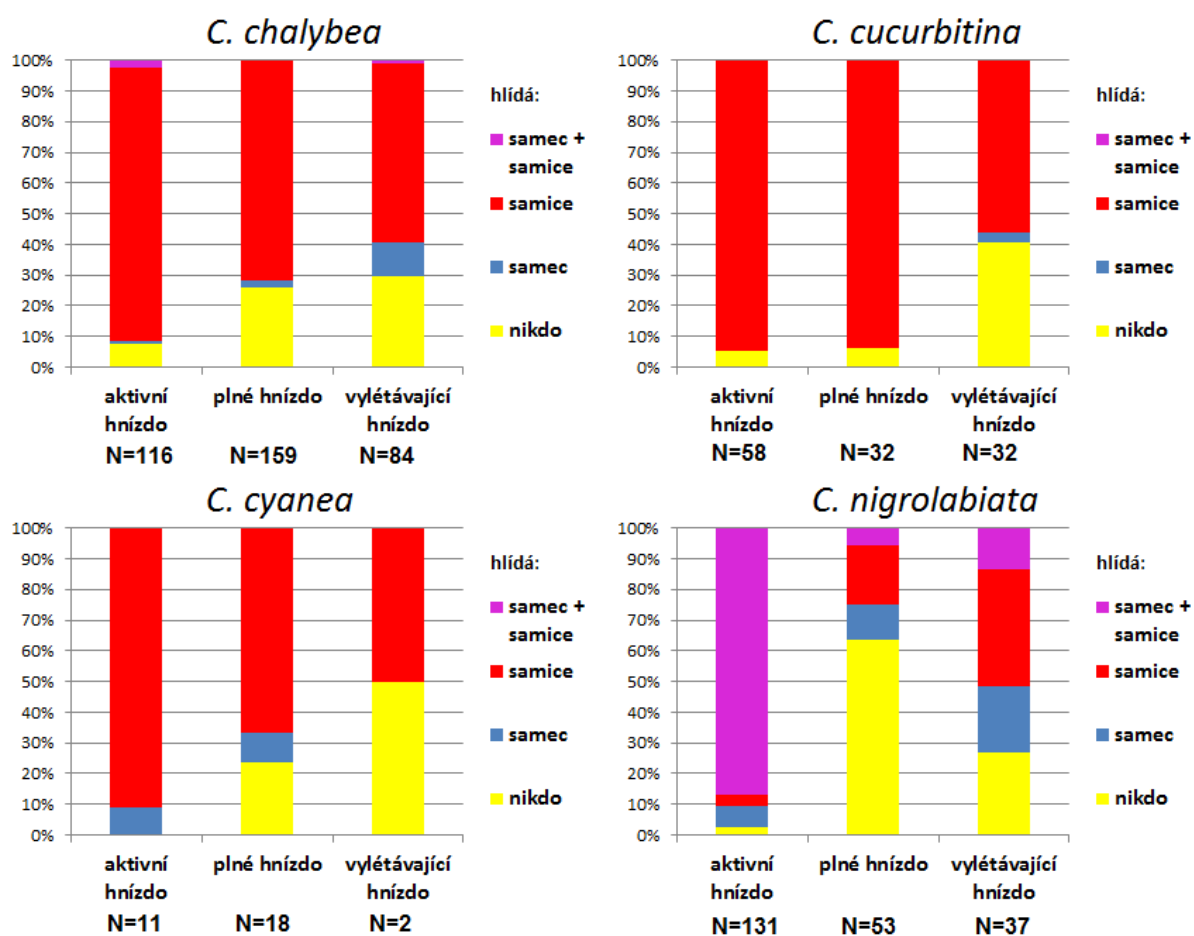 C. chalybea
100%
90%
80%
70%
60%
50%
40%
30%
20%
10%
0%
aktivní
hnízdo
plné hnízdo
vylétávající
hnízdo
N=116
N=159
N=84
hlídá:
samec +
samice
samice
samec
nikdo
C. cucurbitina
100%
90%
80%
70%
60%
50%
40%
30%
20%
10%
0%
aktivní
hnízdo
plné hnízdo
vylétávající
hnízdo
N=58
N=32
N=32
hlídá:
samec +
samice
samice
samec
nikdo
C. cyanea
100%
90%
80%
70%
60%
50%
40%
30%
20%
10%
0%
aktivní
hnízdo
plné hnízdo
vylétávající
hnízdo
N=11
N=18
N=2
hlídá:
samec +
samice
samice
samec
nikdo
C. nigrolabiata
100%
90%
80%
70%
60%
50%
40%
30%
20%
10%
0%
aktivní
hnízdo
plné hnízdo
vylétávající
hnízdo
N=131
N=53
N=37
hlídá:
samec +
samice
samice
samec
nikdo